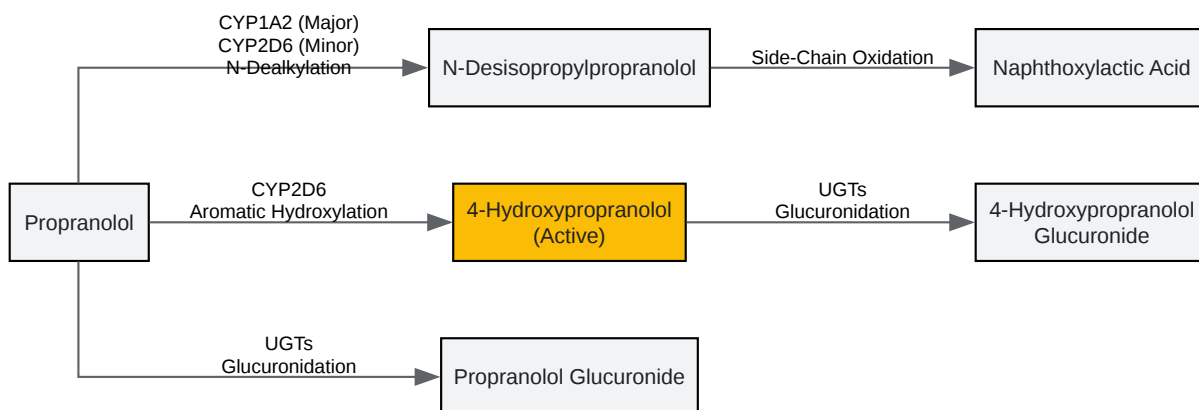 CYP1A2 (Major)
CYP2D6 (Minor)
N-Dealkylation
N-Desisopropylpropranolol
Side-Chain Oxidation
Naphthoxylactic Acid
Propranolol
CYP2D6
Aromatic Hydroxylation
4-Hydroxypropranolol
(Active)
UGTs
Glucuronidation
4-Hydroxypropranolol
Glucuronide
UGTs
Glucuronidation
Propranolol Glucuronide